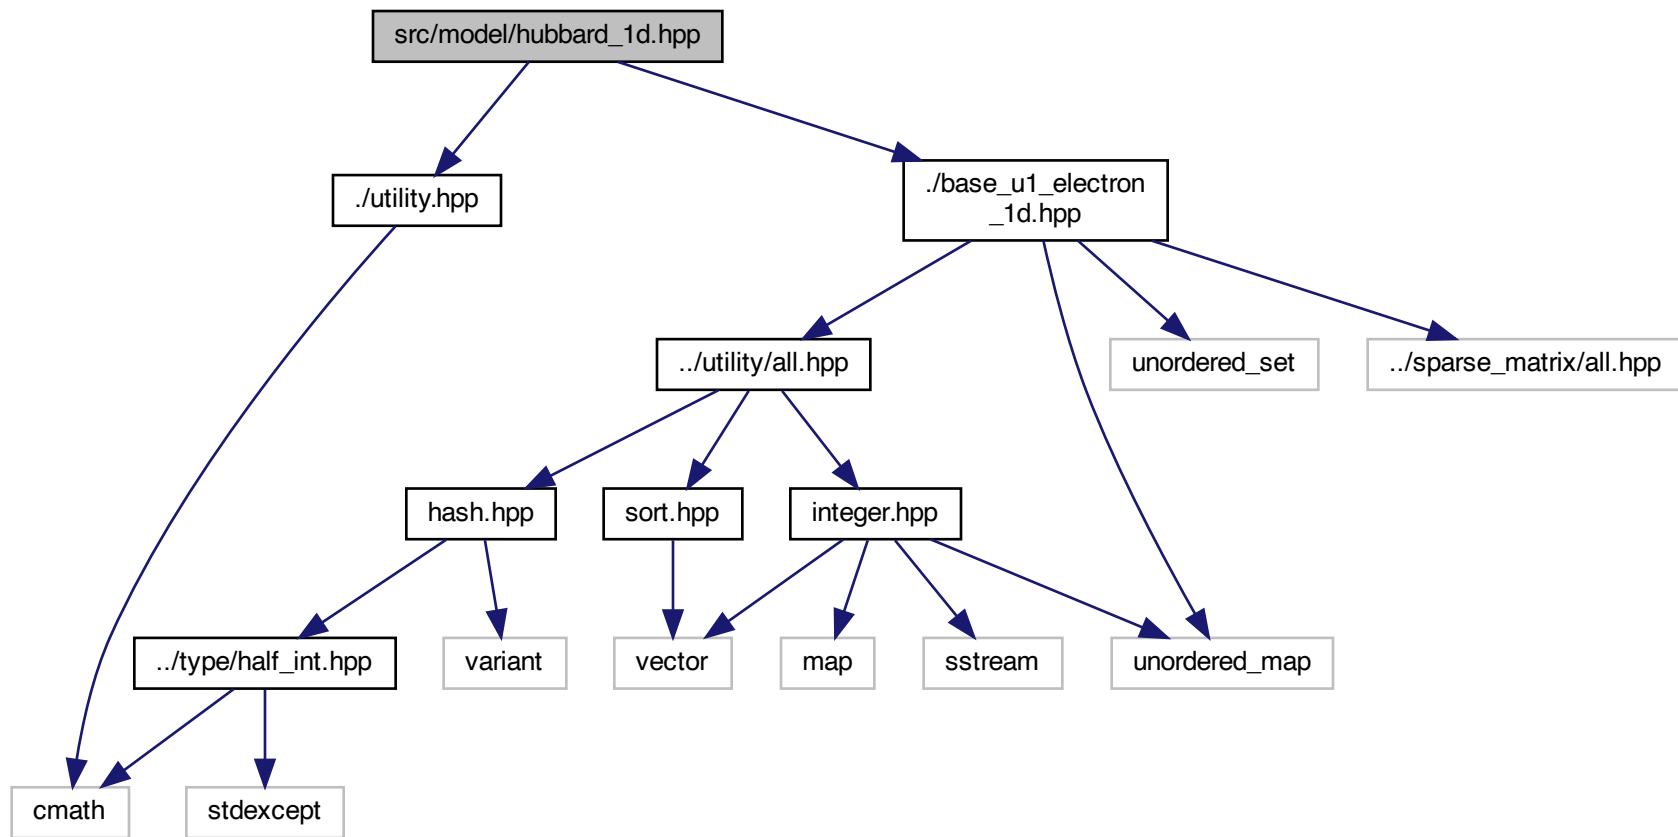 src/model/hubbard_1d.hpp
./utility.hpp
./base_u1_electron
_1d.hpp
../utility/all.hpp
unordered_set
../sparse_matrix/all.hpp
hash.hpp
sort.hpp
integer.hpp
../type/half_int.hpp
variant
vector
map
sstream
unordered_map
cmath
stdexcept